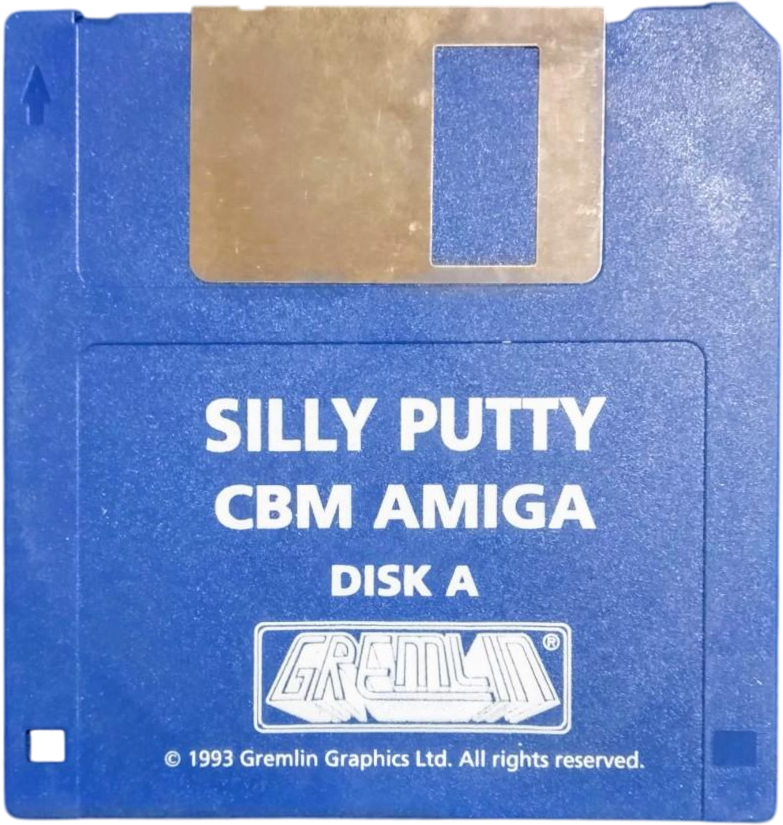 SILLY PUTTY
CBM AMIGA
DISK A
GREMLIN®
© 1993 Gremlin Graphics Ltd. All rights reserved.